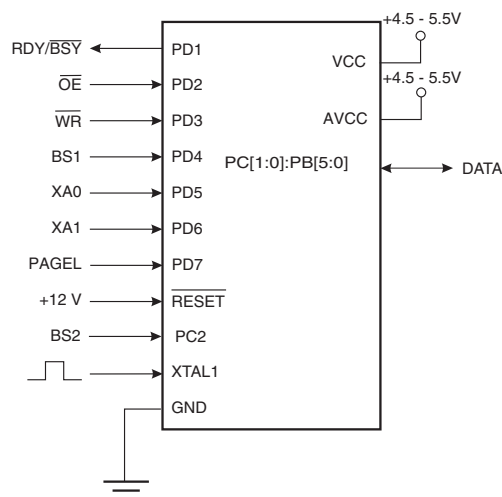 RDY/BSY
PD1
OE
PD2
WR
PD3
BS1
PD4
XA0
PD5
XA1
PD6
PAGEL
PD7
+12 V
RESET
BS2
PC2
XTAL1
GND
+4.5 - 5.5V
VCC
+4.5 - 5.5V
AVCC
PC[1:0]:PB[5:0]
DATA